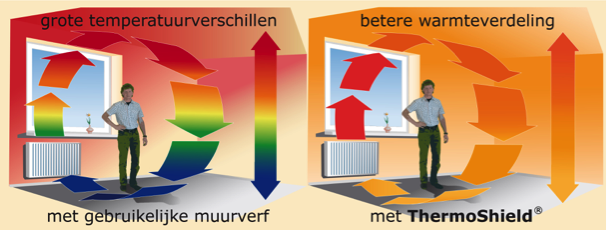 grote temperatuurverschillen
met gebruikelijke muurverf
betere warmteverdeling
met ThermoShield®